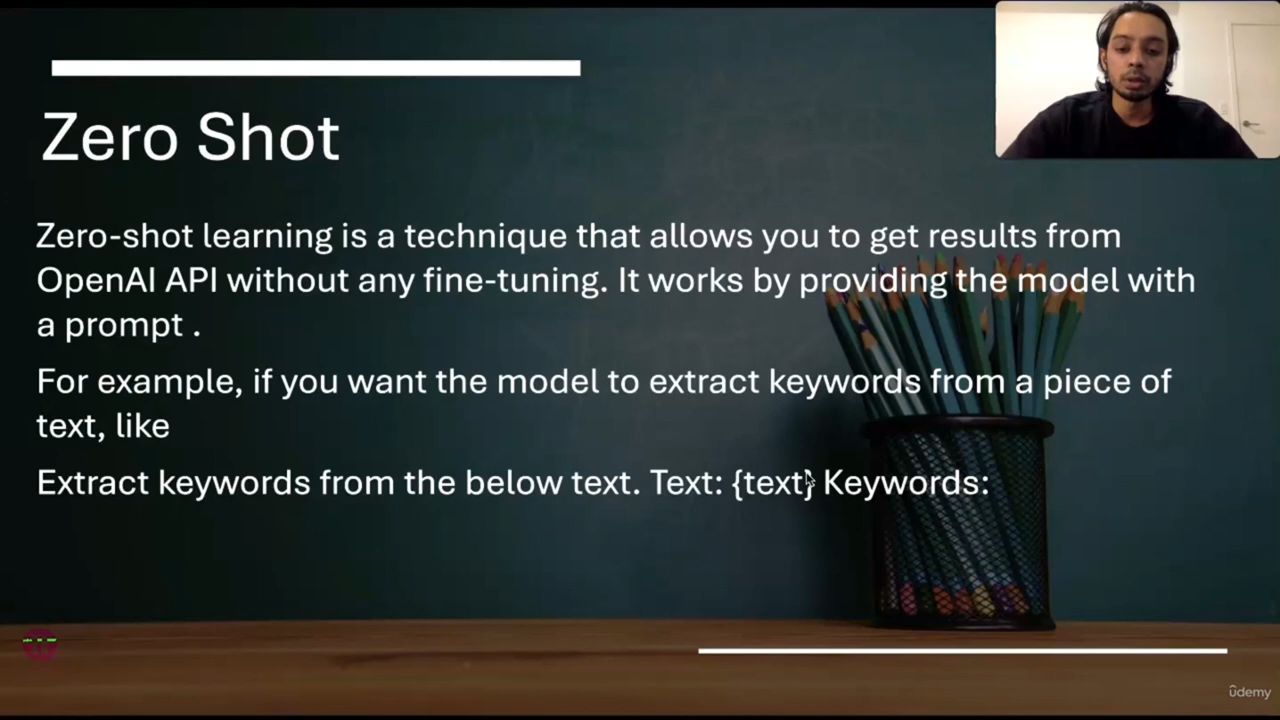 Zero Shot
Zero-shot learning is a technique that allows you to get results from
OpenAI API without any fine-tuning. It works by providing the model with
a prompt .
For example, if you want the model to extract keywords from a piece of
text, like
Extract keywords from the below text. Text: {text} Keywords:
ûdemy